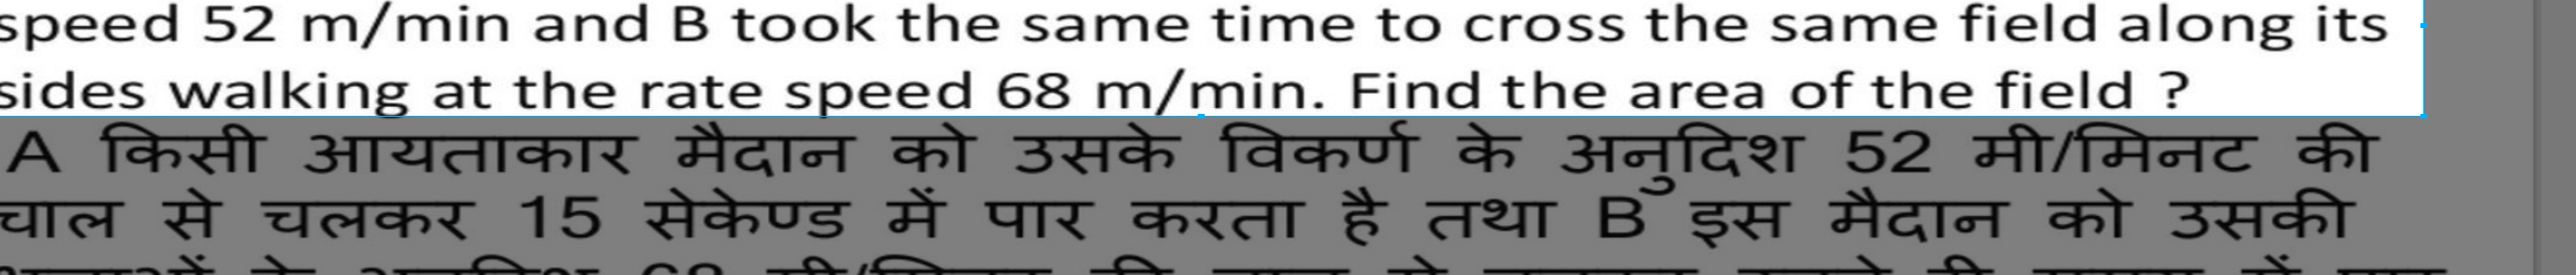 speed 52 m/min and B took the same time to cross the same field along its
sides walking at the rate speed 68 m/min. Find the area of the field ?
A किसी आयताकार मैदान को उसके विकर्ण के अनुदिश 52 मी/मिनट की
चाल से चलकर 15 सेकेण्ड में पार करता है तथा B इस मैदान को उसकी